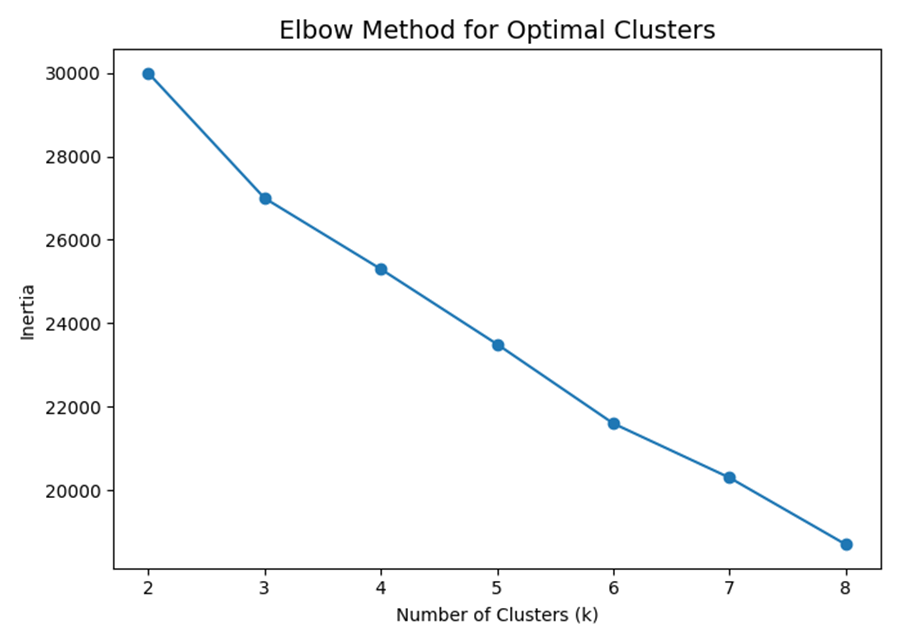 Elbow Method for Optimal Clusters
30000
28000
26000
24000
22000
20000
Inertia
2 3 4 5 6 7 8
Number of Clusters (k)